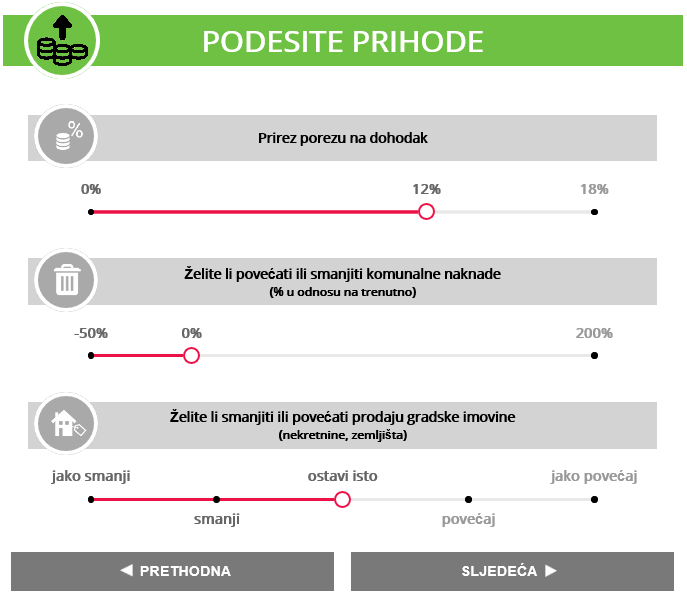 PODESITE PRIHODE
%
Prirez porezu na dohodak
0% 12% 18%
Želite li povećati ili smanjiti komunalne naknade
(% u odnosu na trenutno)
-50% 0% 200%
Želite li smanjiti ili povećati prodaju gradske imovine
(nekretnine, zemljišta)
jako smanji ostavi isto jako povećaj
smanji povećaj
PRETHODNA SLJEDEĆA